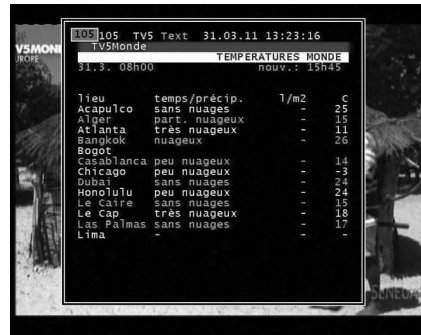 105 105 TV5 Text 31.03.11 13:23:16
V5MONDE
TV5Monde
TEMPERATURES MONDE
31.3. 08h00 nouv.: 15h45
lieu temps/précip. l/m2 C
Acapulco sans nuages - 25
Alger part. nuageux - 15
Atlanta très nuageux - 11
Bangkok nuageux - 26
Bogot
Casablanca peu nuageux - 14
Chicago peu nuageux - -3
Dubai sans nuages - 24
Honolulu peu nuageux - 24
Le Caire sans nuages - 15
Le Cap très nuageux - 18
Las Palmas sans nuages - 17
Lima - - -
SENEG